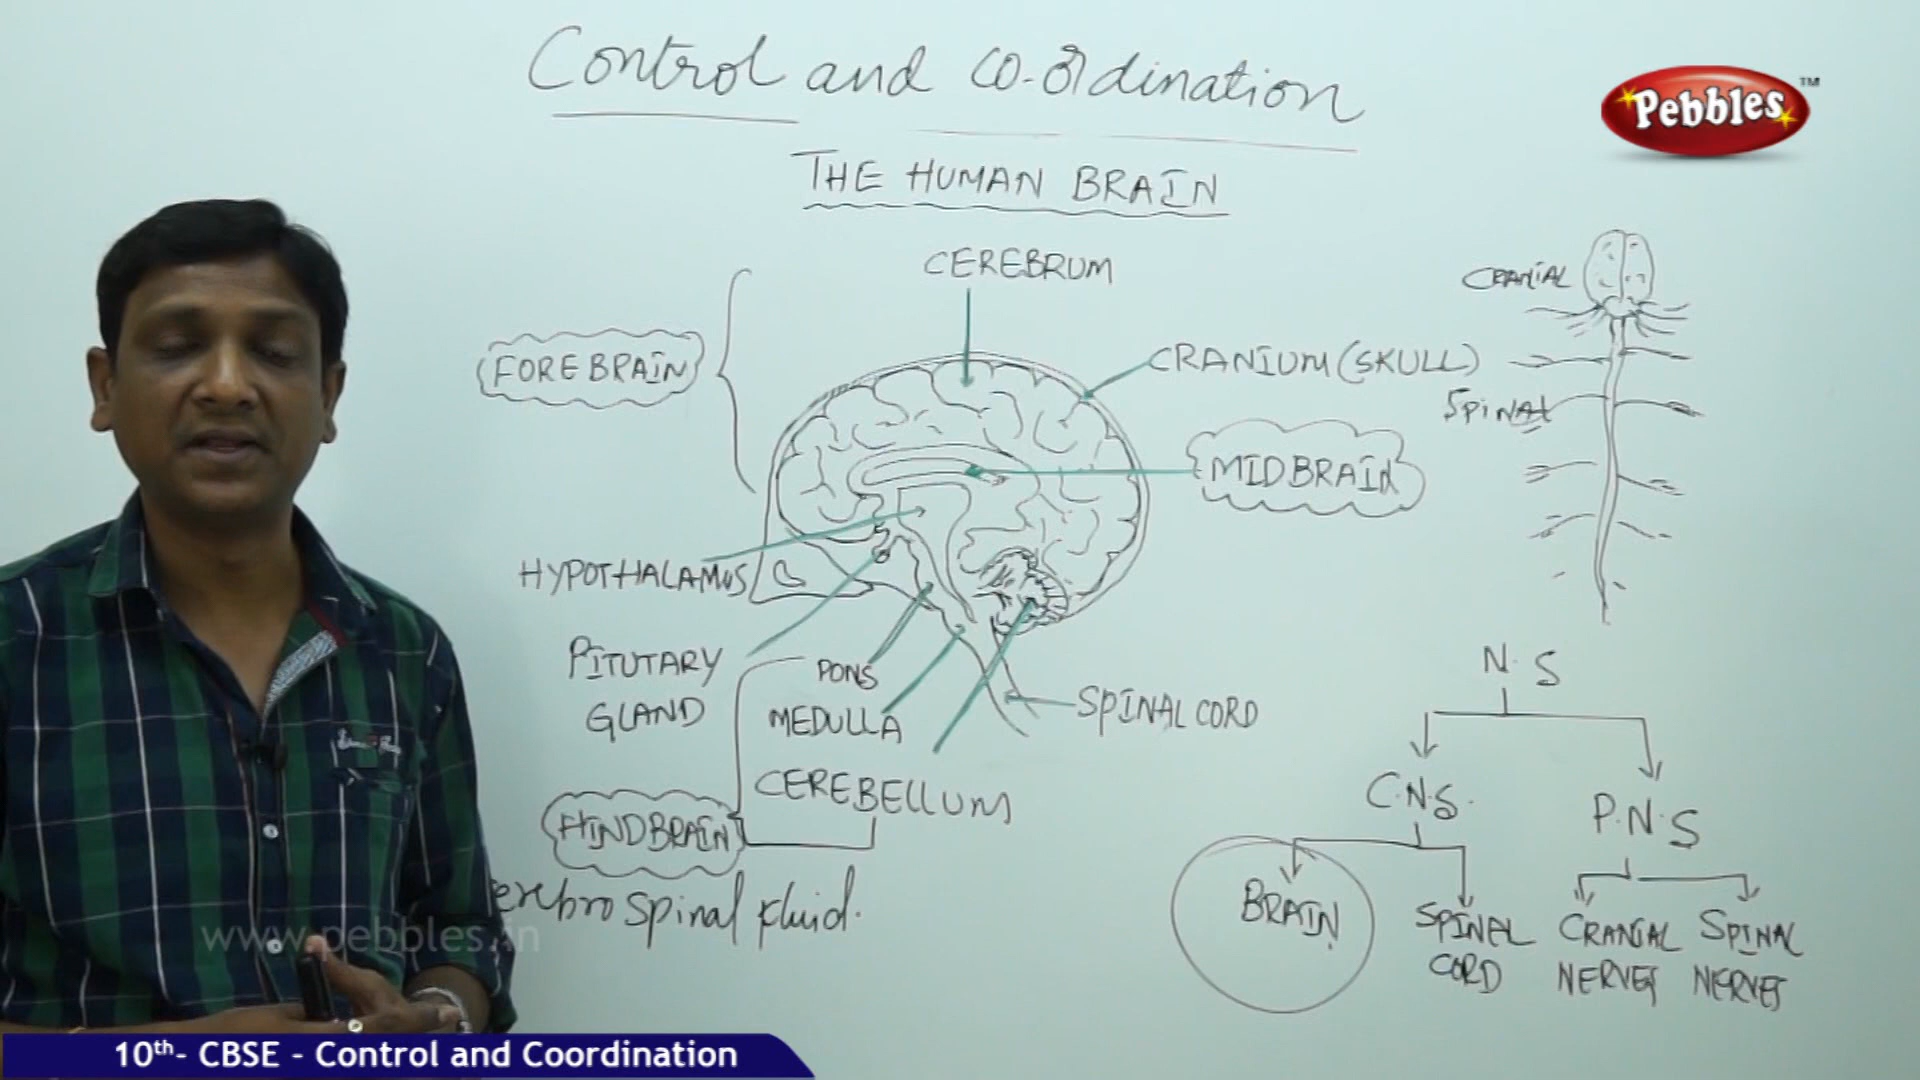 Control and co-ordination
Pebbles™
THE HUMAN BRAIN
CEREBRUM
CRANIAL
FOREBRAIN
CRANIUM (SKULL)
SPINAL
MIDBRAIN
HYPOTHALAMUS
PITUTARY
GLAND
PONS
MEDULLA
SPINAL CORD
CEREBELLUM
HINDBRAIN
erebro spinal fluid.
N.S
C.N.S.
P.N.S
BRAIN
SPINAL
CORD
CRANIAL
NERVES
SPINAL
NERVES
www.pebbles.in
10th- CBSE - Control and Coordination